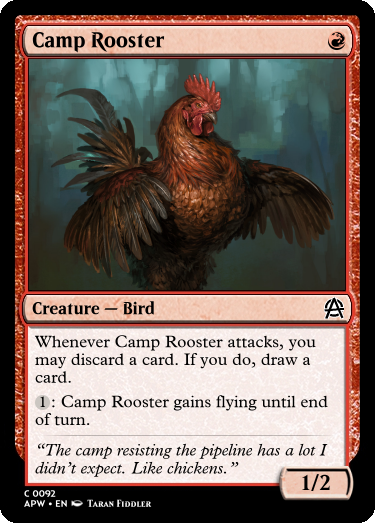 Camp Rooster
Creature — Bird
Whenever Camp Rooster attacks, you
may discard a card. If you do, draw a
card.
1: Camp Rooster gains flying until end
of turn.
“The camp resisting the pipeline has a lot I
didn’t expect. Like chickens.”
1/2
C 0092
APW • EN Taran Fiddler